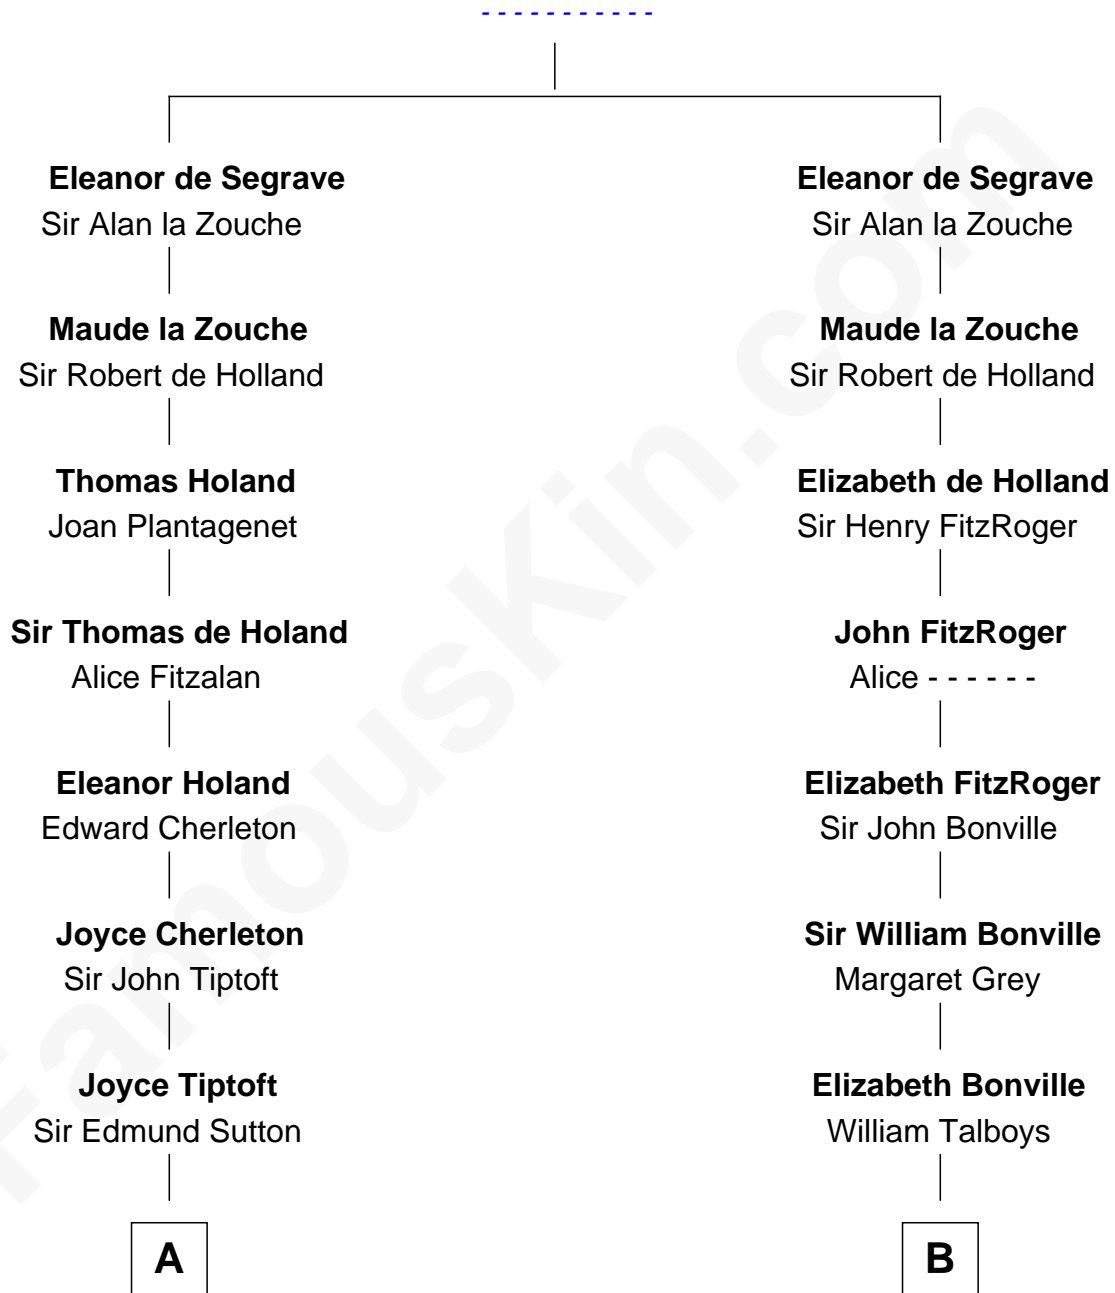 - - - - - - - - - - -
Eleanor de Segrave
Sir Alan la Zouche
Eleanor de Segrave
Sir Alan la Zouche
Maude la Zouche
Sir Robert de Holland
Maude la Zouche
Sir Robert de Holland
Thomas Holand
Joan Plantagenet
Elizabeth de Holland
Sir Henry FitzRoger
Sir Thomas de Holand
Alice Fitzalan
John FitzRoger
Alice - - - - - -
Eleanor Holand
Edward Cherleton
Elizabeth FitzRoger
Sir John Bonville
Joyce Cherleton
Sir John Tiptoft
Sir William Bonville
Margaret Grey
Joyce Tiptoft
Sir Edmund Sutton
Elizabeth Bonville
William Talboys
A
B
FamousKin.com